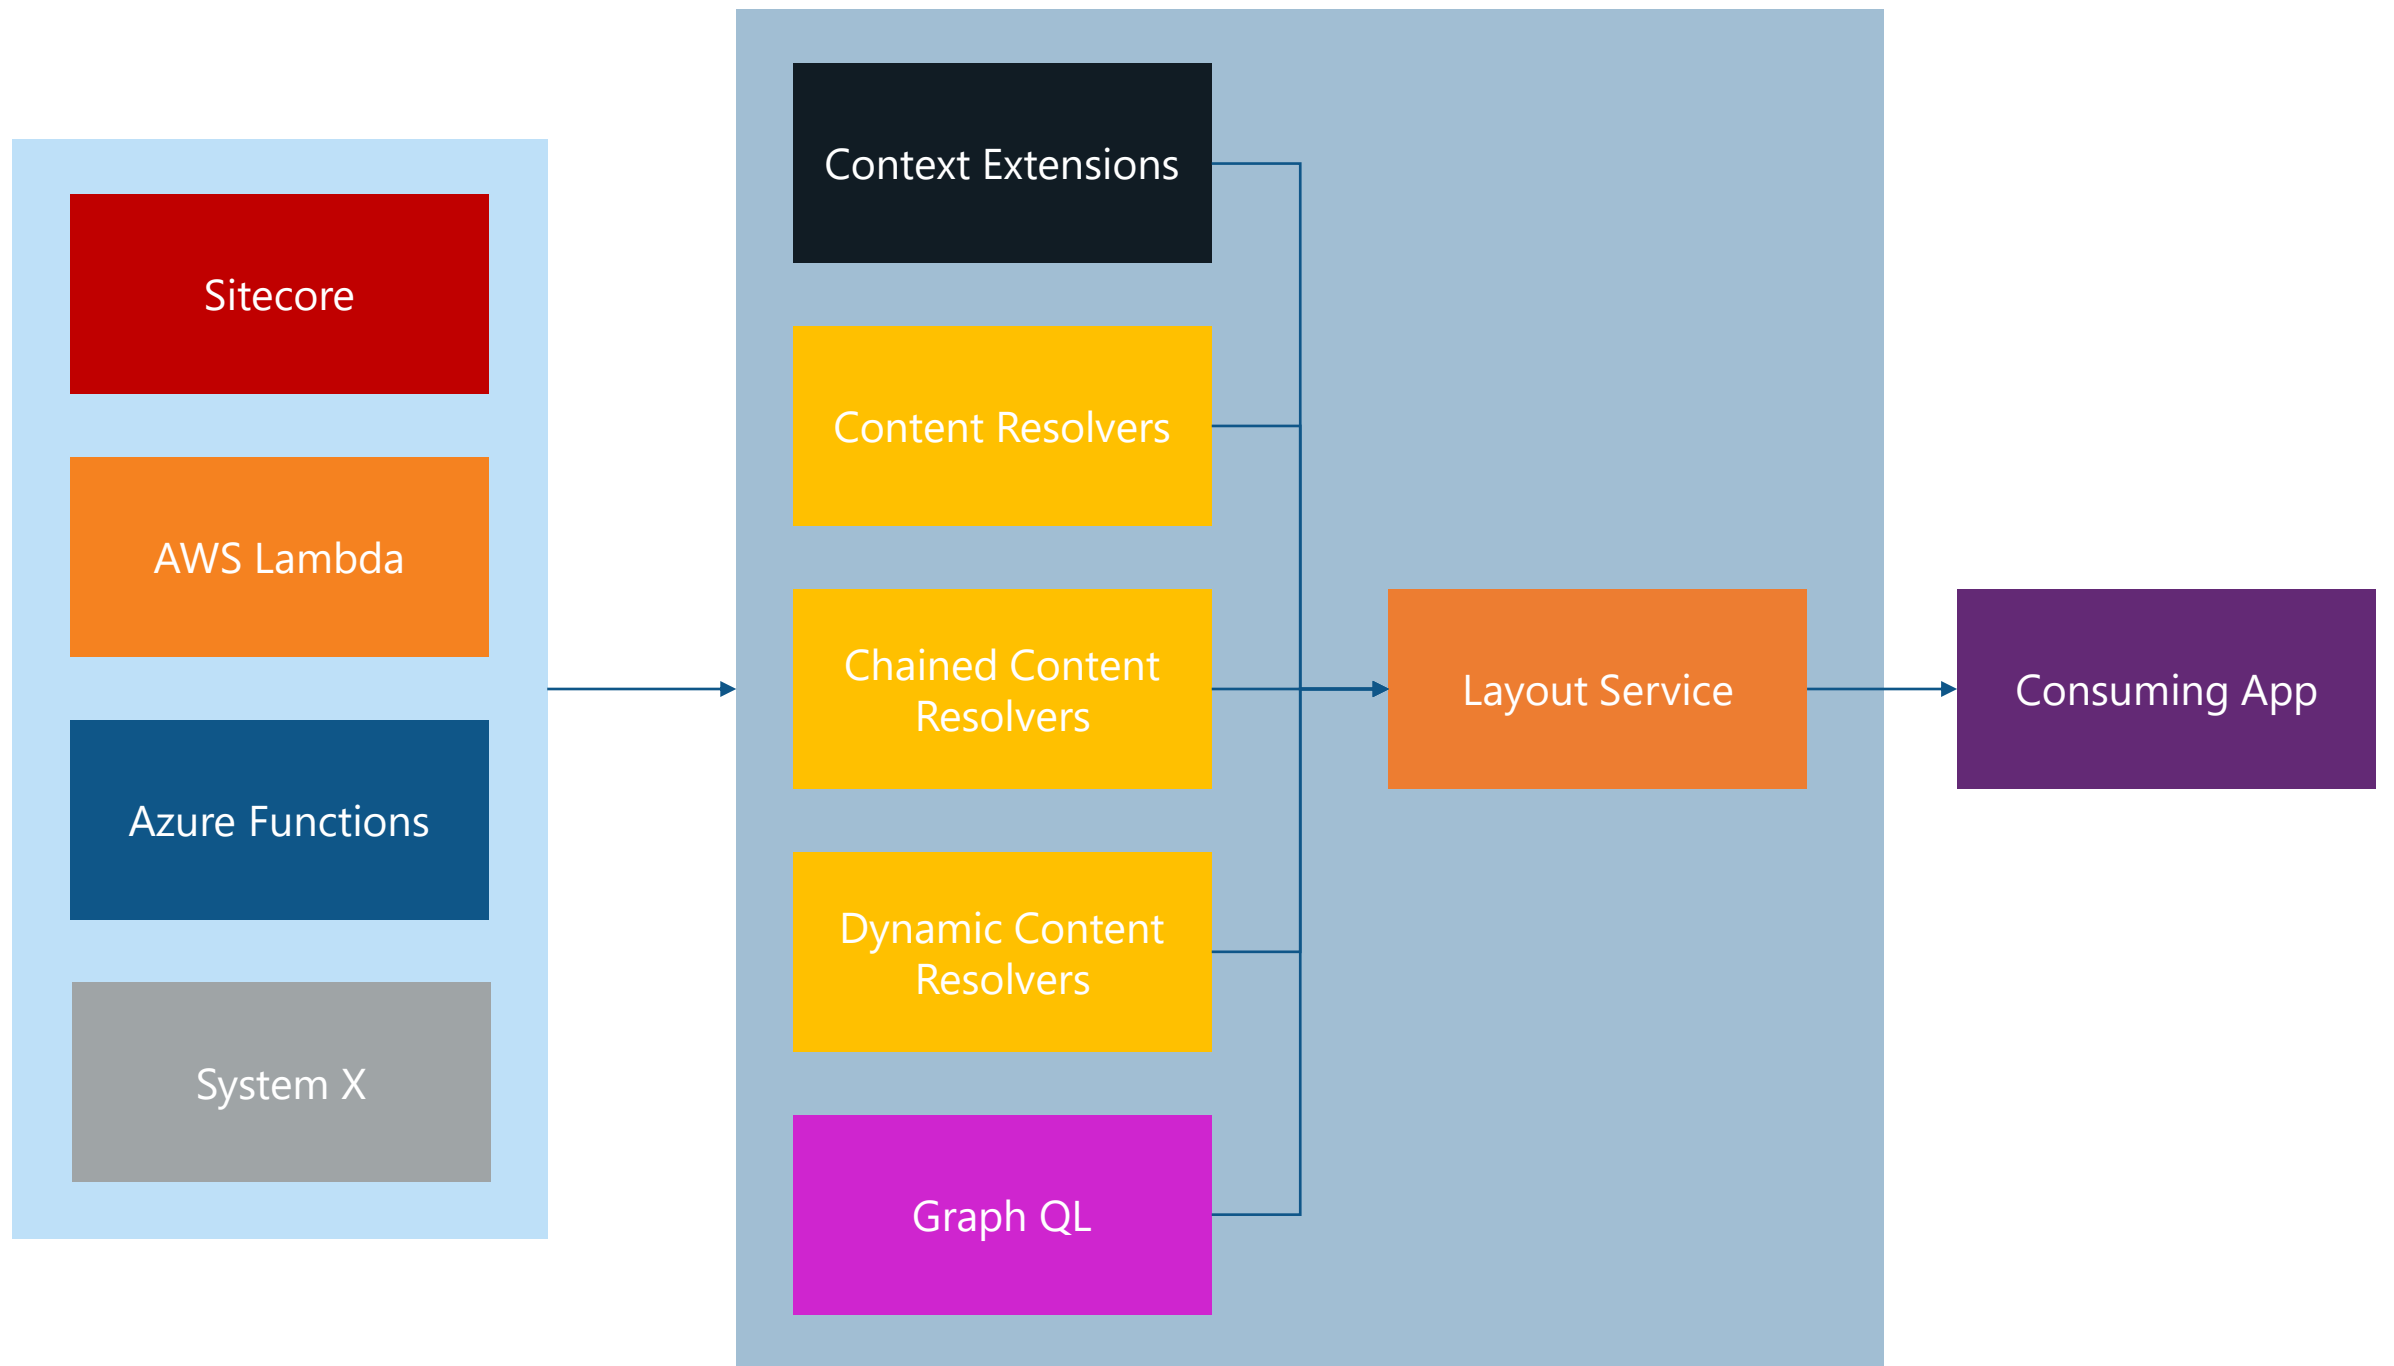 Sitecore
AWS Lambda
Azure Functions
System X
Context Extensions
Content Resolvers
Chained Content
Resolvers
Dynamic Content
Resolvers
Graph QL
Layout Service
Consuming App